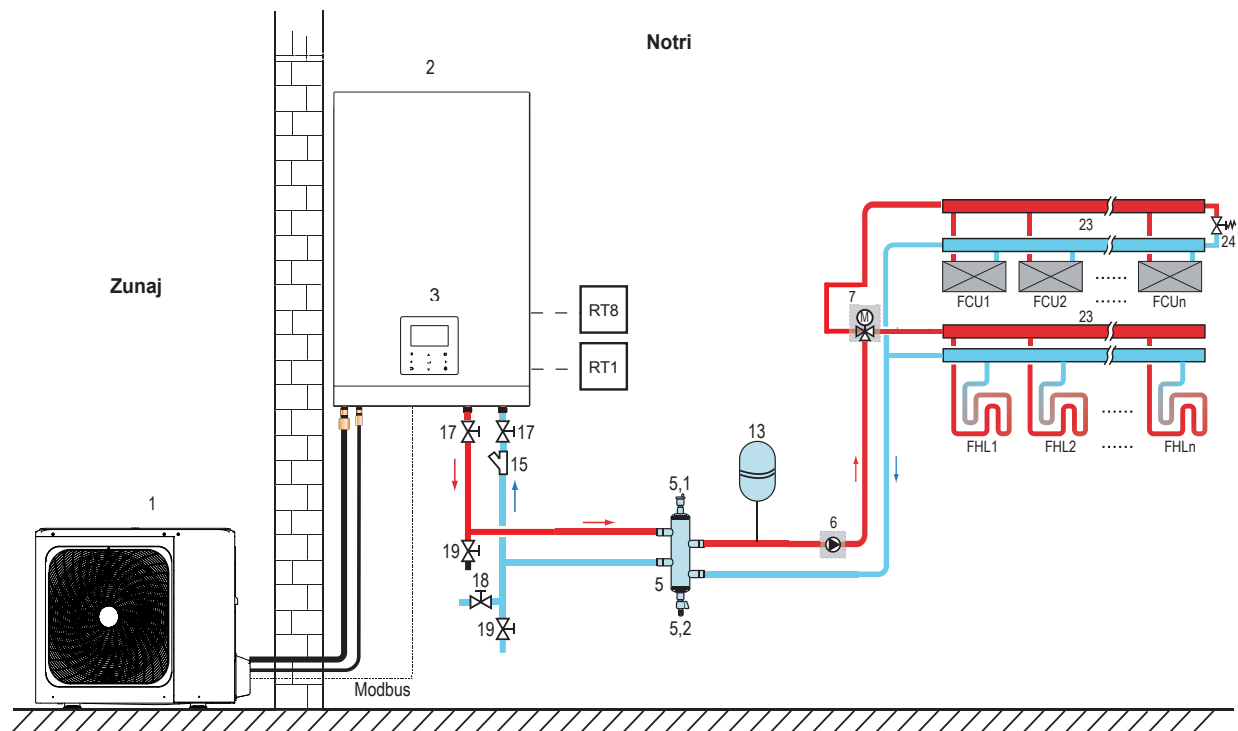 Notri
2
Zunaj
3
RT8
RT1
7
M
23
24
FCU1 FCU2 ...... FCUn
......
23
FHL1 FHL2 ...... FHLn
......
17 17
15
13
5,1
6
1
19
18
5
19
5,2
Modbus